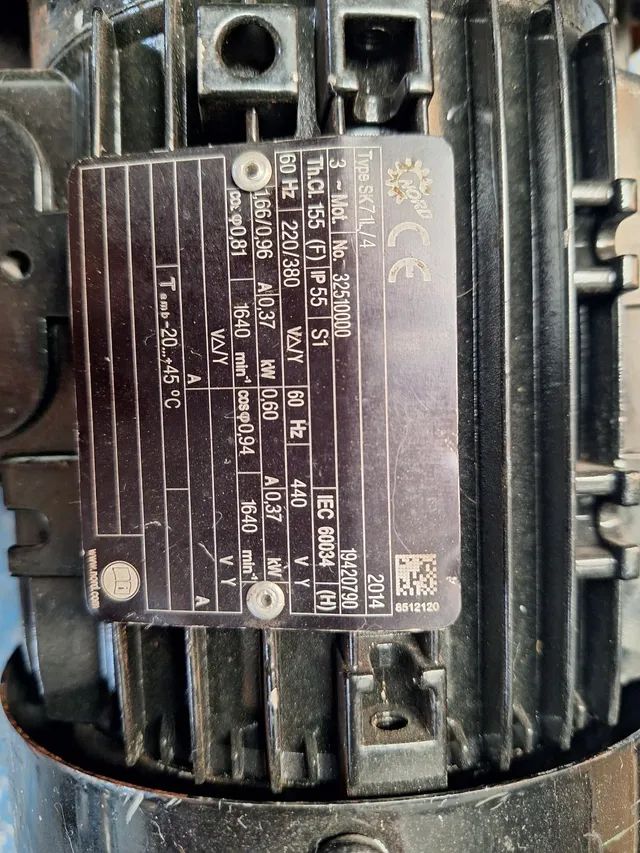 NORD
CE
2014
8512120
Type SK71L/4
3 ~ Mot No. 32510000 19420790
Th.Cl. 155 (F) IP 55 S1 IEC 60034 (H)
60 Hz 220/380 V△/Y 60 Hz 440 V Y
1,66/0,96 A 0,37 kW 0,60 A 0,37 kW
cos φ 0,81 1640 min⁻¹ cos φ 0,94 1640 min⁻¹
V△/Y V Y
A A
Tamb -20...+45 °C
www.nord.com